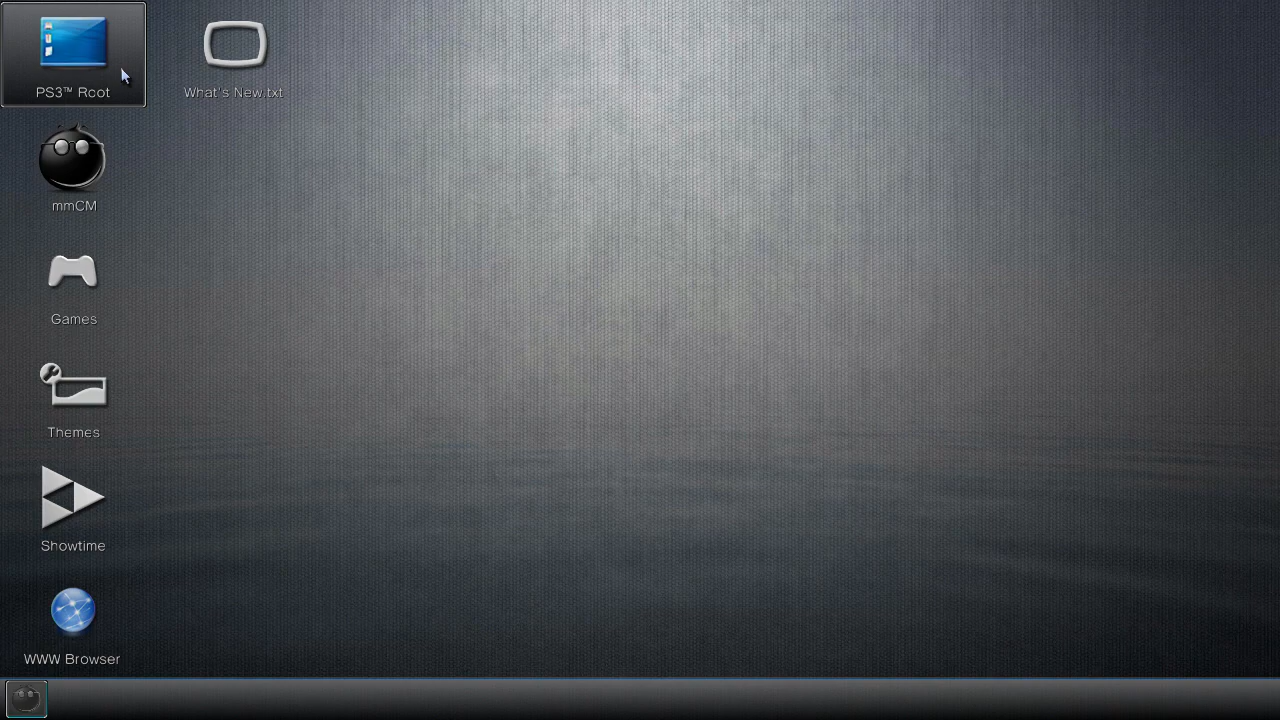 PS3™ Root
What's New.txt
mmCM
Games
Themes
Showtime
WWW Browser